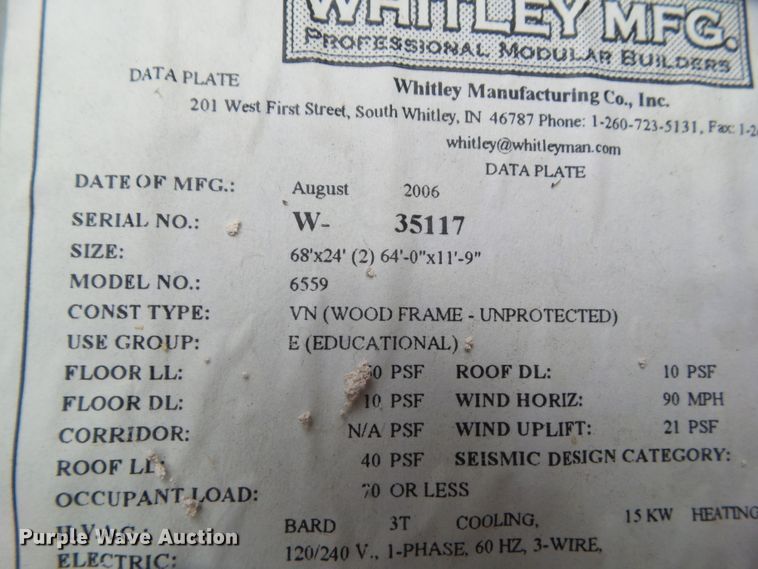 WHITLEY MFG.
PROFESSIONAL MODULAR BUILDERS
DATA PLATE
Whitley Manufacturing Co., Inc.
201 West First Street, South Whitley, IN 46787 Phone: 1-260-723-5131, Fax: 1-2
whitley@whitleyman.com
DATA PLATE
DATE OF MFG.: August 2006
SERIAL NO.: W- 35117
SIZE: 68'x24' (2) 64'-0"x11'-9"
MODEL NO.: 6559
CONST TYPE: VN (WOOD FRAME - UNPROTECTED)
USE GROUP: E (EDUCATIONAL)
FLOOR LL: PSF ROOF DL: 10 PSF
FLOOR DL: 10 PSF WIND HORIZ: 90 MPH
CORRIDOR: N/A PSF WIND UPLIFT: 21 PSF
ROOF LL 40 PSF SEISMIC DESIGN CATEGORY:
OCCUPANT LOAD: 70 OR LESS
H.V.A.C.: BARD 3T COOLING, 15 KW HEATING
ELECTRIC: 120/240 V., 1-PHASE, 60 HZ, 3-WIRE,
Purple Wave Auction